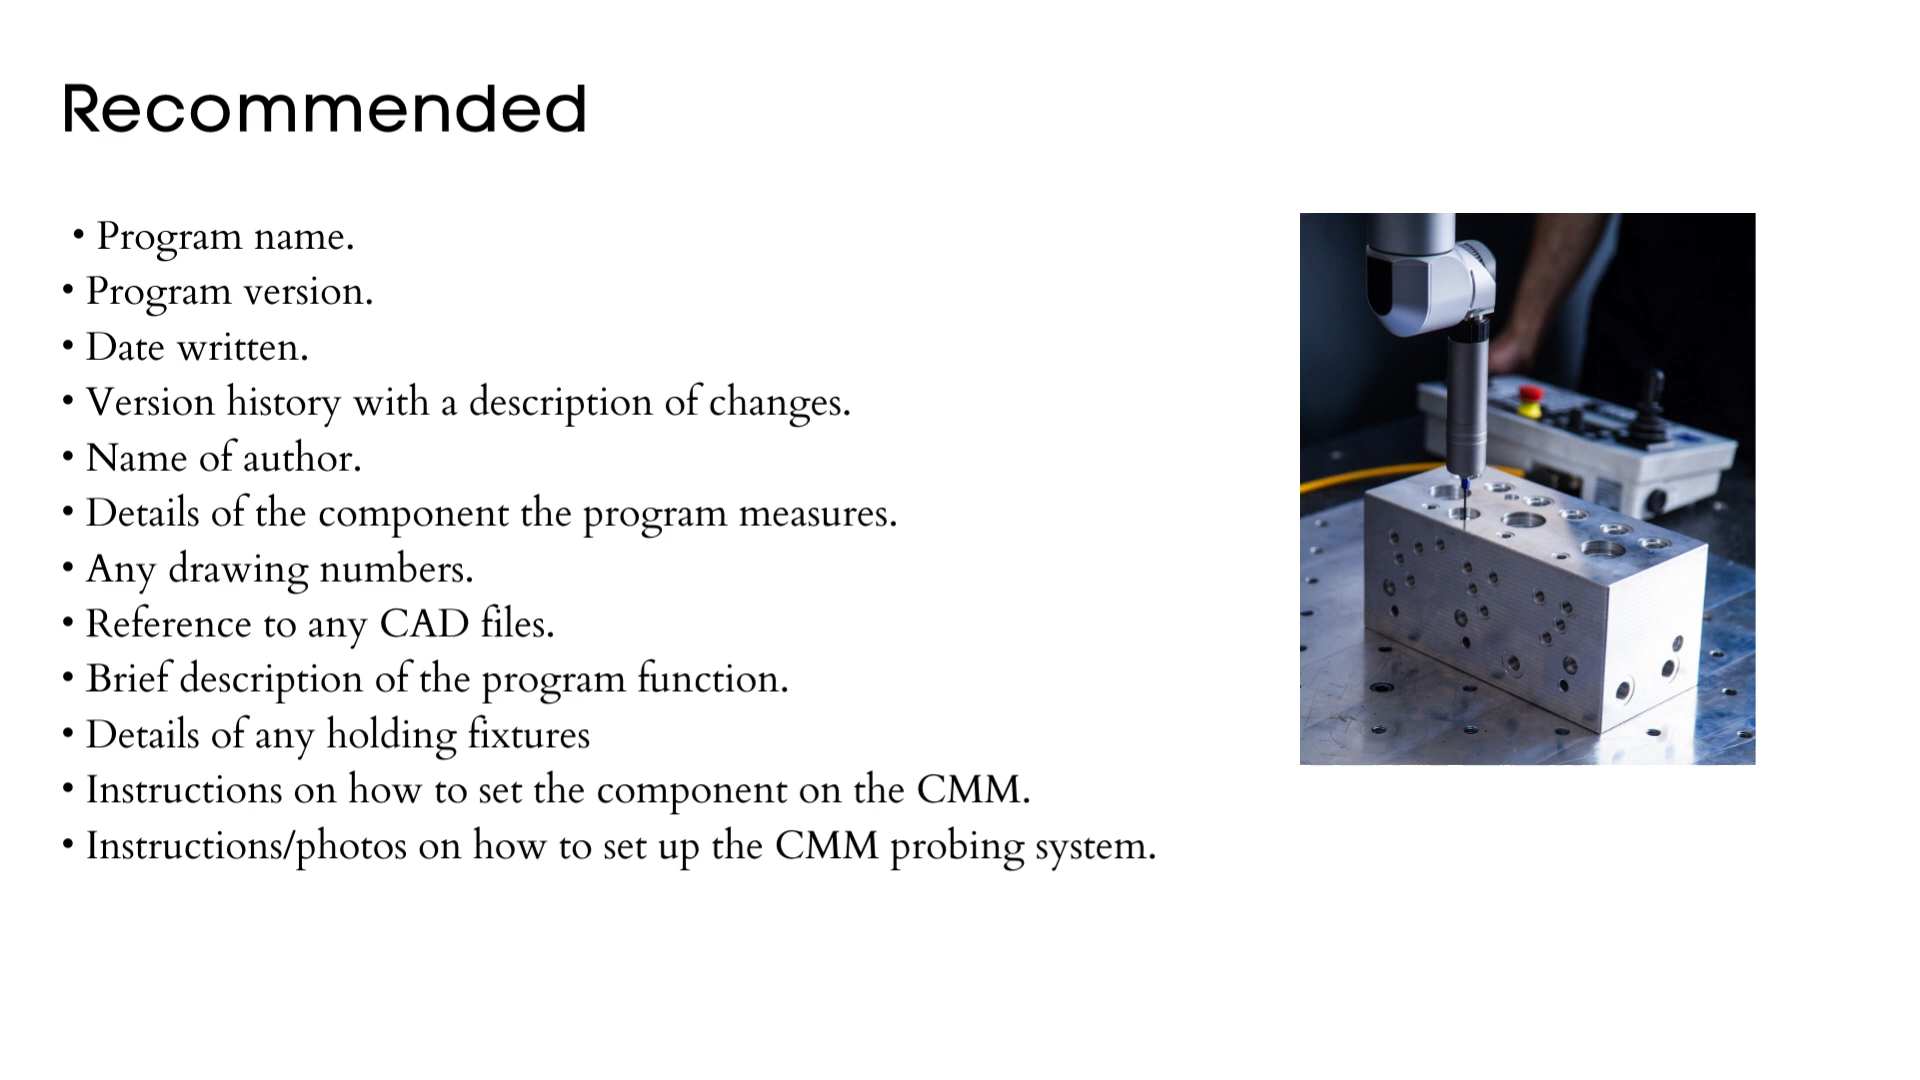 Recommended
• Program name.
• Program version.
• Date written.
• Version history with a description of changes.
• Name of author.
• Details of the component the program measures.
• Any drawing numbers.
• Reference to any CAD files.
• Brief description of the program function.
• Details of any holding fixtures
• Instructions on how to set the component on the CMM.
• Instructions/photos on how to set up the CMM probing system.